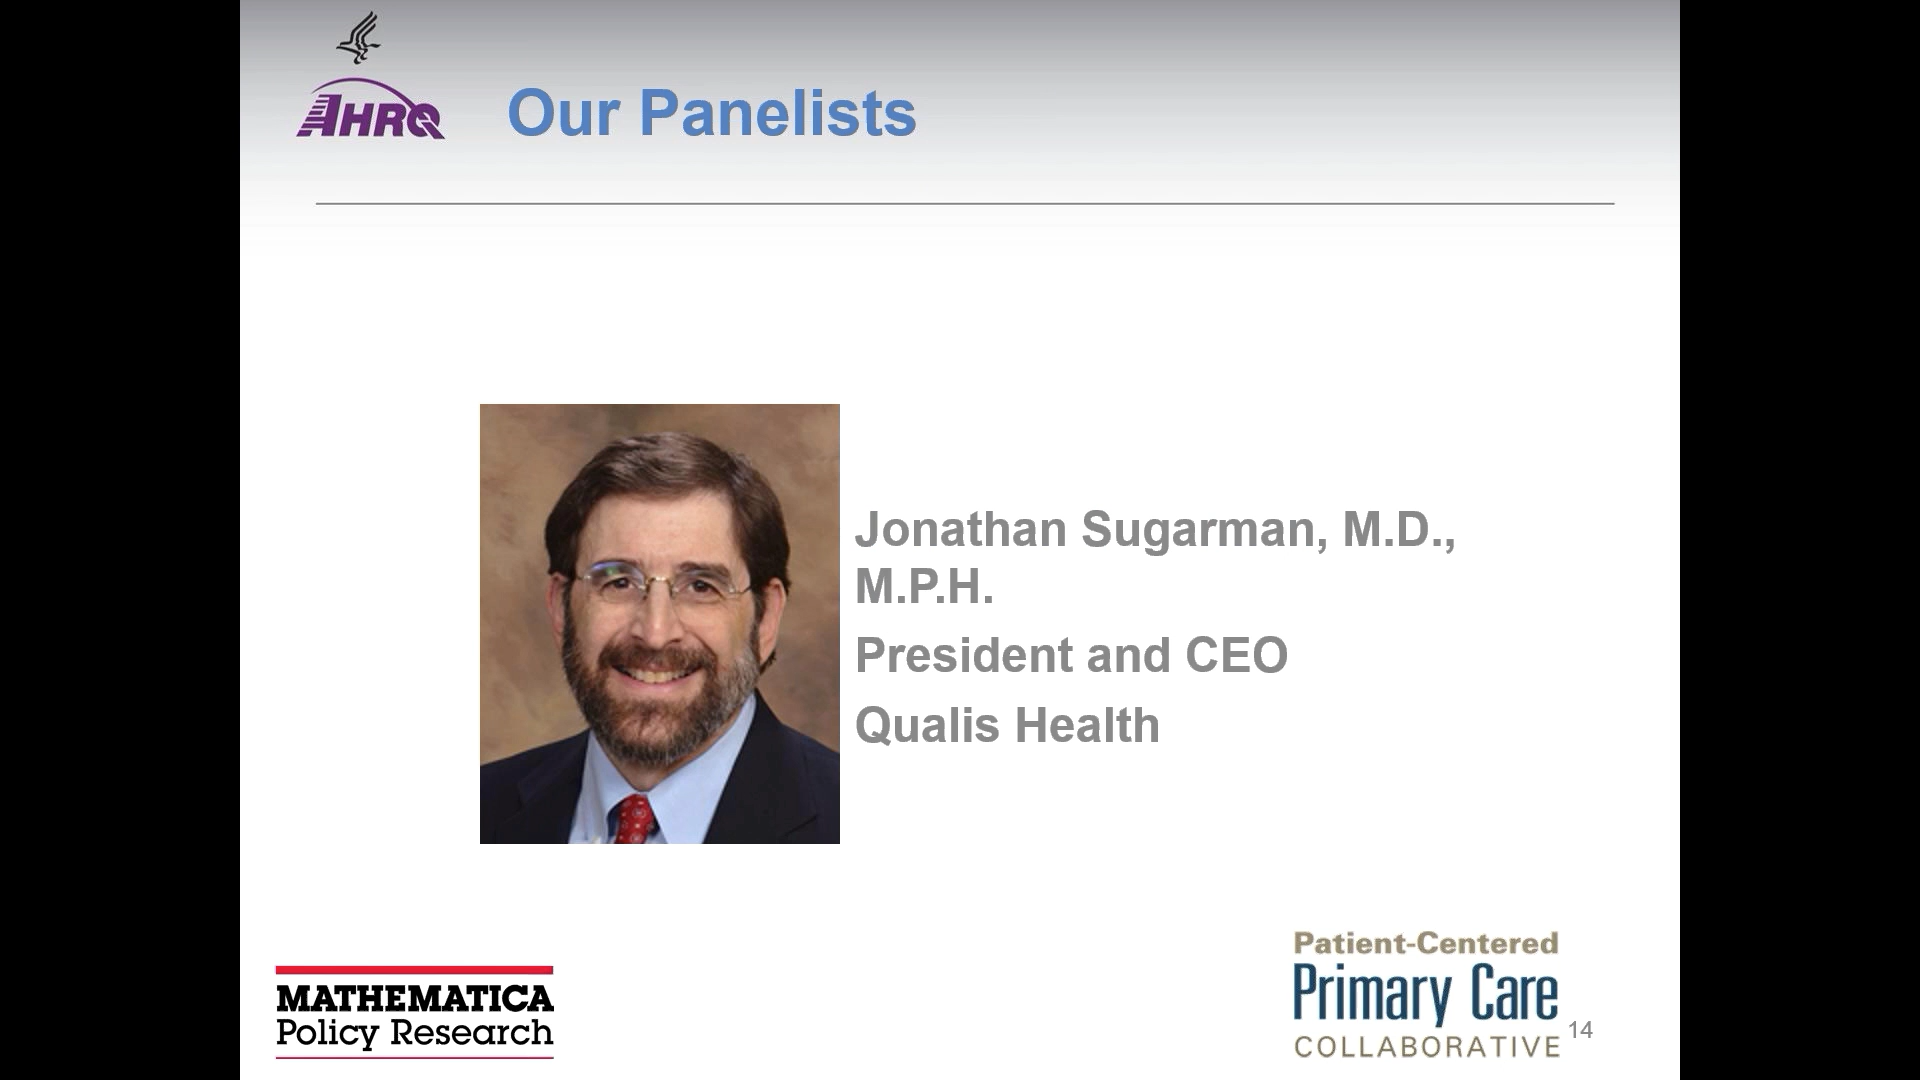 AHRQ
Our Panelists
Jonathan Sugarman, M.D.,
M.P.H.
President and CEO
Qualis Health
MATHEMATICA
Policy Research
Patient-Centered
Primary Care
COLLABORATIVE
14